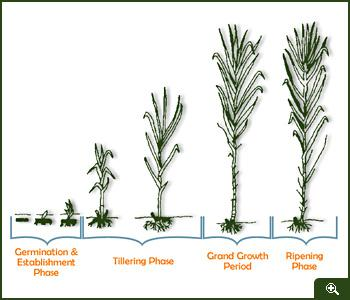 Germination &
Establishment
Phase
Tillering Phase
Grand Growth
Period
Ripening
Phase